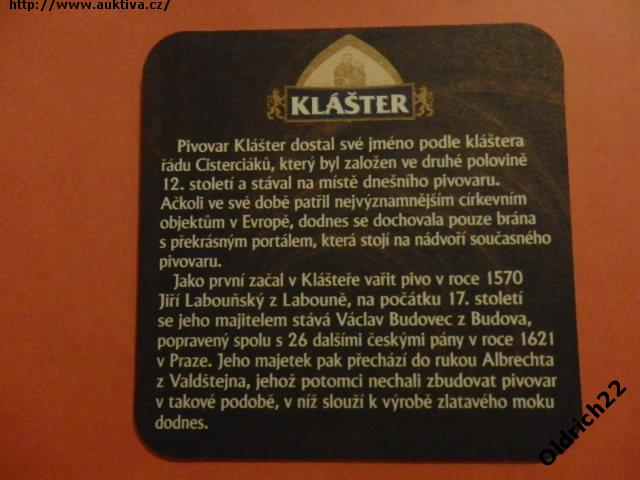 http://www.auktiva.cz/
KLÁŠTER
Pivovar Klášter dostal své jméno podle kláštera
řádu Cisterciáků, který byl založen ve druhé polovině
12. století a stával na místě dnešního pivovaru.
Ačkoli ve své době patřil nejvýznamnějším církevním
objektům v Evropě, dodnes se dochovala pouze brána
s překrásným portálem, která stojí na nádvoří současného
pivovaru.
Jako první začal v Klášteře vařit pivo v roce 1570
Jiří Labouňský z Labouně, na počátku 17. století
se jeho majitelem stává Václav Budovec z Budova,
popravený spolu s 26 dalšími českými pány v roce 1621
v Praze. Jeho majetek pak přechází do rukou Albrechta
z Valdštejna, jehož potomci nechali zbudovat pivovar
v takové podobě, v níž slouží k výrobě zlatavého moku
dodnes.
Oldrich22